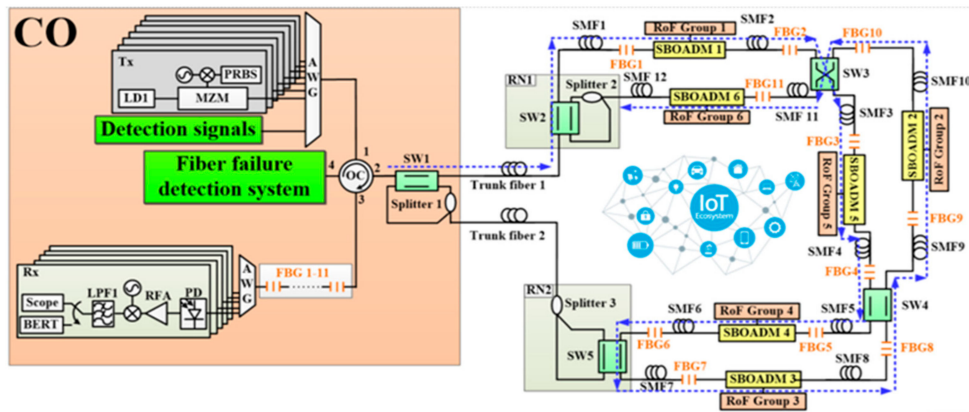 CO
Tx
PRBS
LD1
MZM
A
W
G
Detection signals
Fiber failure
detection system
4
1
OC
2
3
SW1
Splitter 1
Trunk fiber 1
Trunk fiber 2
Rx
Scope
BERT
LPF1
RFA
PD
A
W
G
FBG 1-11
RN1
Splitter 2
SW2
SMF1
FBG1
RoF Group 1
SBOADM 1
SMF2
FBG2
FBG10
SW3
SMF 12
SBOADM 6
RoF Group 6
FBG11
SMF 11
SMF3
FBG3
SBOADM 5
RoF Group 5
SMF4
FBG4
SMF10
SBOADM 2
RoF Group 2
FBG9
SMF9
SW4
IoT
Ecosystem
RN2
Splitter 3
SW5
SMF6
FBG6
RoF Group 4
SBOADM 4
SMF5
FBG5
FBG8
SMF7
FBG7
SBOADM 3
RoF Group 3
SMF8